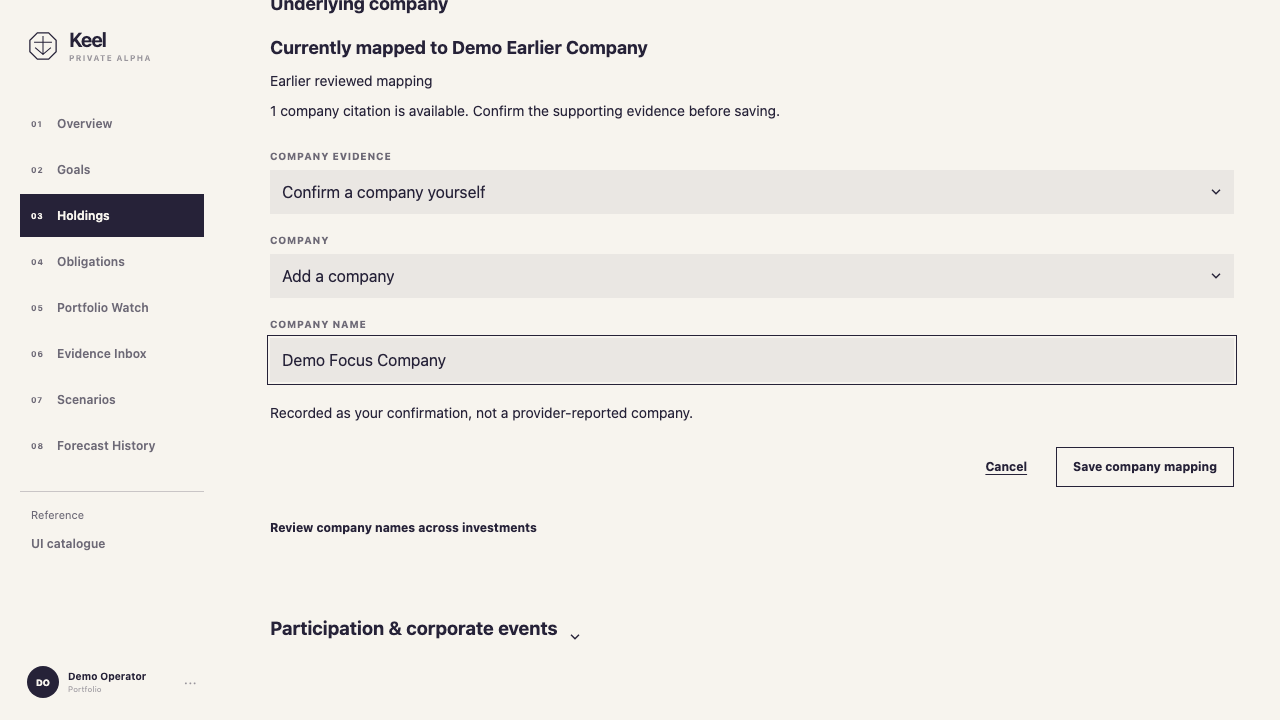 Keel
PRIVATE ALPHA
01 Overview
02 Goals
03 Holdings
04 Obligations
05 Portfolio Watch
06 Evidence Inbox
07 Scenarios
08 Forecast History
Reference
UI catalogue
DO
Demo Operator
Portfolio
...
Underlying company
Currently mapped to Demo Earlier Company
Earlier reviewed mapping
1 company citation is available. Confirm the supporting evidence before saving.
COMPANY EVIDENCE
Confirm a company yourself
COMPANY
Add a company
COMPANY NAME
Demo Focus Company
Recorded as your confirmation, not a provider-reported company.
Cancel
Save company mapping
Review company names across investments
Participation & corporate events